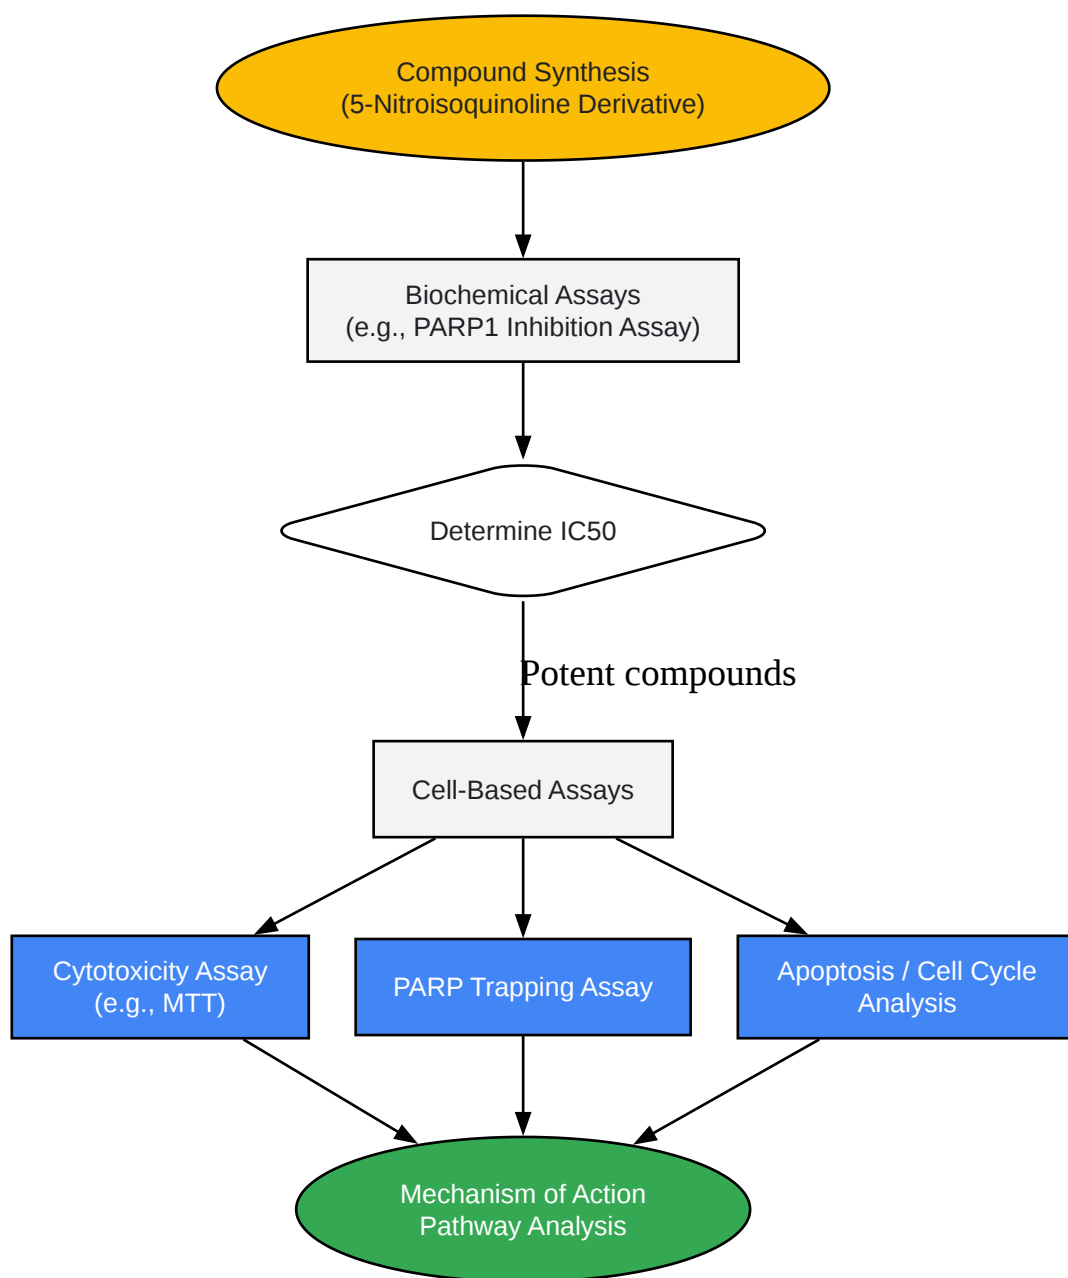 Compound Synthesis
(5-Nitroisoquinoline Derivative)
Biochemical Assays
(e.g., PARP1 Inhibition Assay)
Determine IC50
Potent compounds
Cell-Based Assays
Cytotoxicity Assay
(e.g., MTT)
PARP Trapping Assay
Apoptosis / Cell Cycle
Analysis
Mechanism of Action
Pathway Analysis